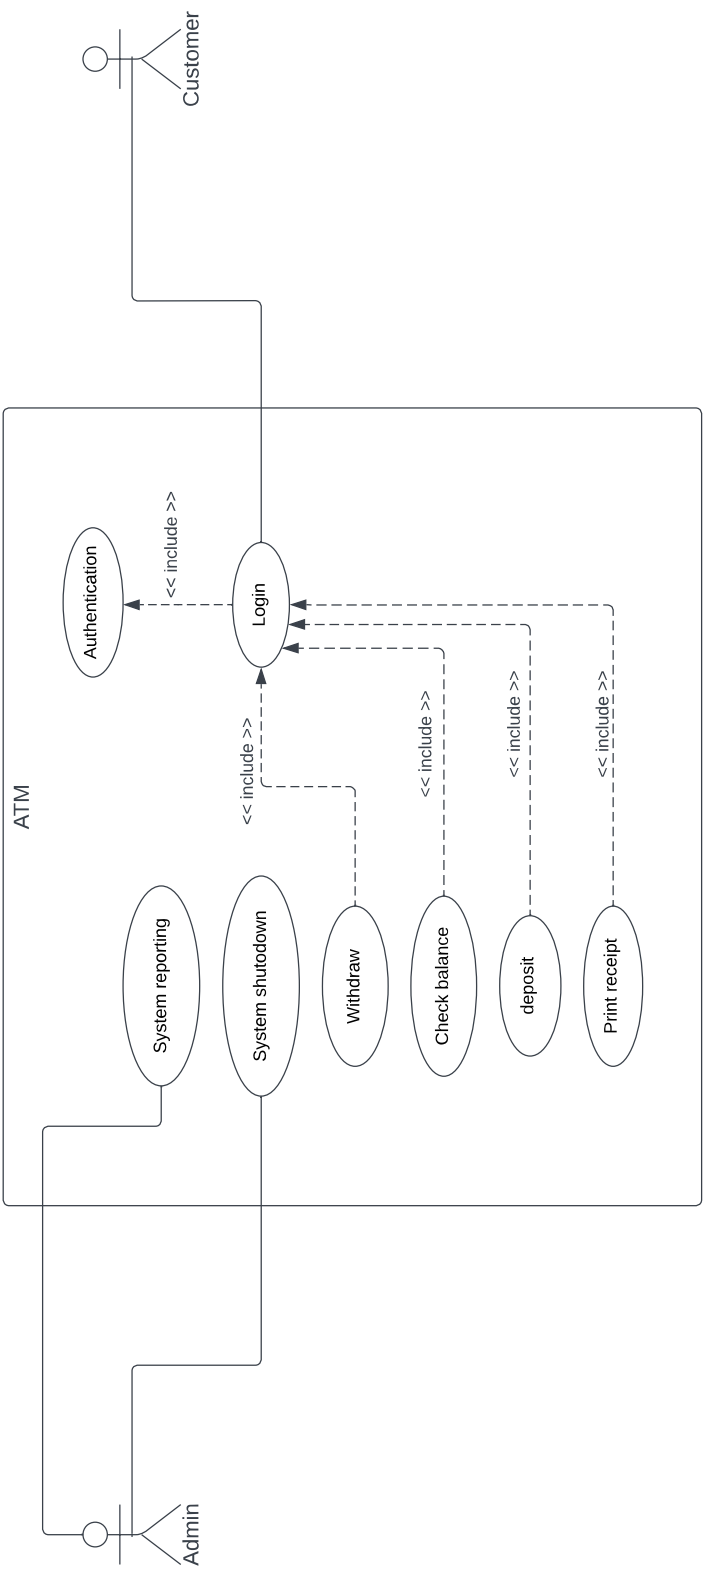 ATM
Admin
Customer
System reporting
System shutodown
Withdraw
Check balance
deposit
Print receipt
Authentication
Login
<< include >>
<< include >>
<< include >>
<< include >>
<< include >>